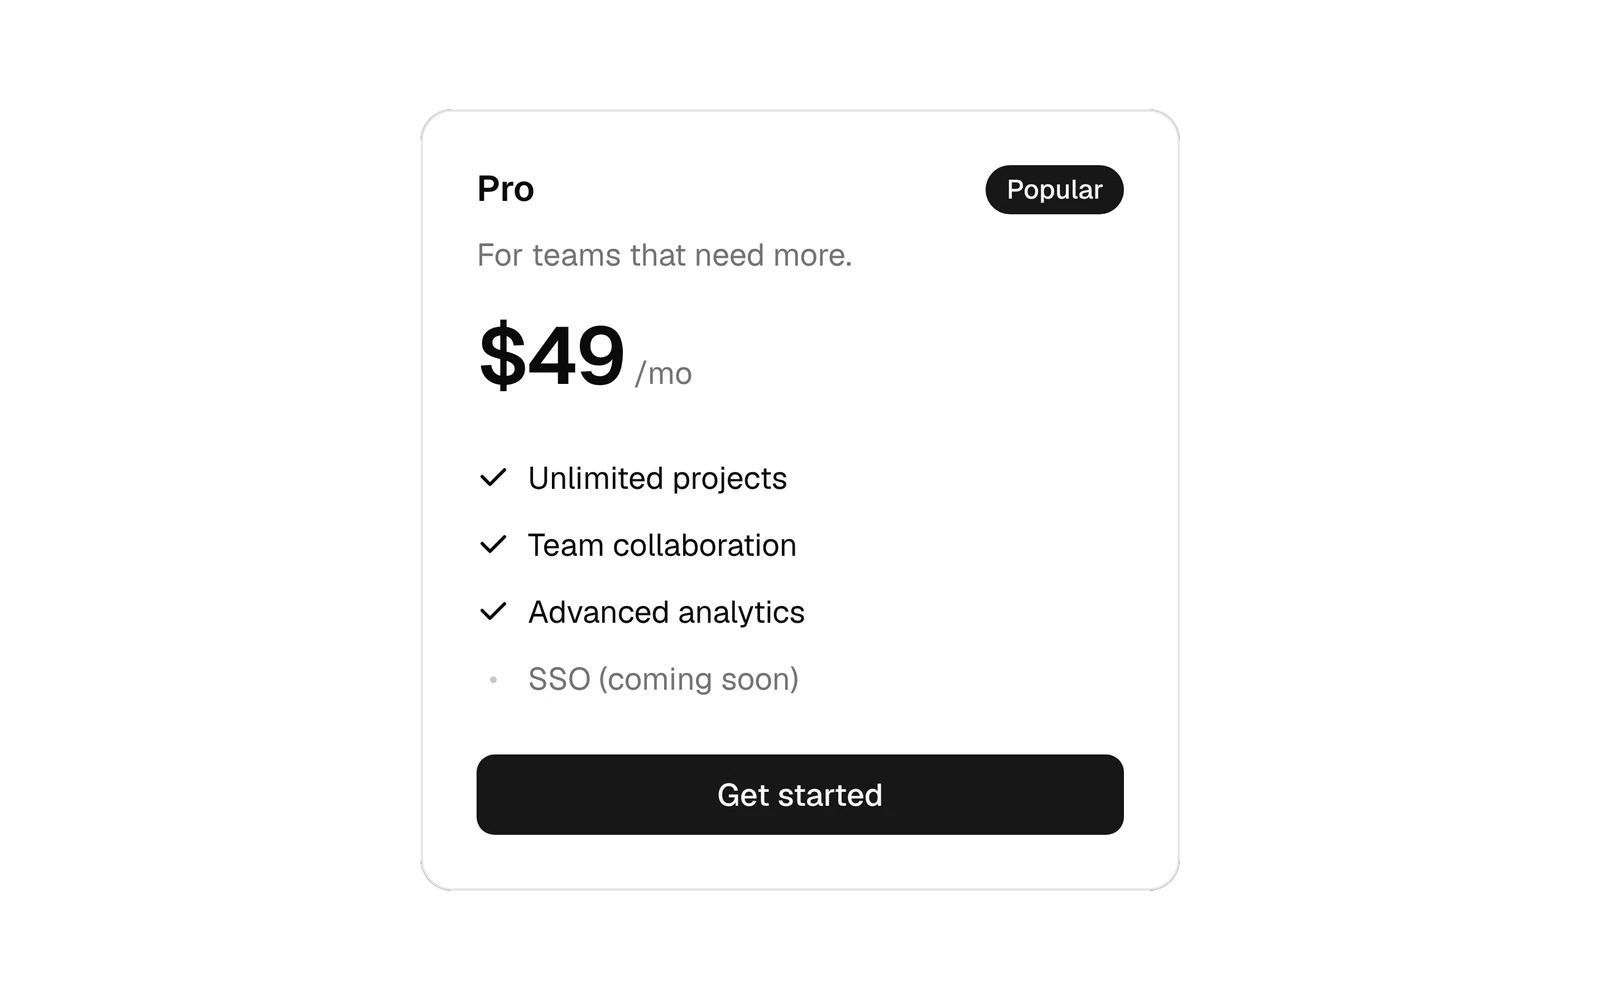 Pro
Popular
For teams that need more.
$49 /mo
Unlimited projects
Team collaboration
Advanced analytics
SSO (coming soon)
Get started